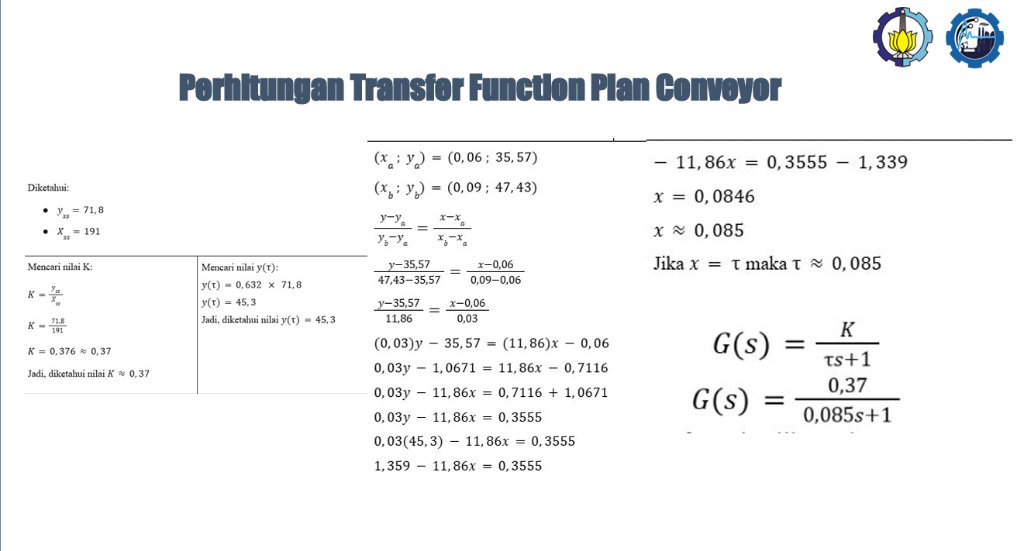 Perhitungan Transfer Function Plan Conveyor
Diketahui:
• y_ss = 71,8
• X_ss = 191
Mencari nilai K:
K = y_ss/X_ss
K = 71,8/191
K = 0,376 ≈ 0,37
Jadi, diketahui nilai K ≈ 0,37
Mencari nilai y(τ):
y(τ) = 0,632 × 71,8
y(τ) = 45,3
Jadi, diketahui nilai y(τ) = 45,3
(x_a ; y_a) = (0,06 ; 35,57)
(x_b ; y_b) = (0,09 ; 47,43)
y−y_a/y_b−y_a = x−x_a/x_b−x_a
y−35,57/47,43−35,57 = x−0,06/0,09−0,06
y−35,57/11,86 = x−0,06/0,03
(0,03)y − 35,57 = (11,86)x − 0,06
0,03y − 1,0671 = 11,86x − 0,7116
0,03y − 11,86x = 0,7116 + 1,0671
0,03y − 11,86x = 0,3555
0,03(45,3) − 11,86x = 0,3555
1,359 − 11,86x = 0,3555
− 11,86x = 0,3555 − 1,339
x = 0,0846
x ≈ 0,085
Jika x = τ maka τ ≈ 0,085
G(s) = K/τs+1
G(s) = 0,37/0,085s+1